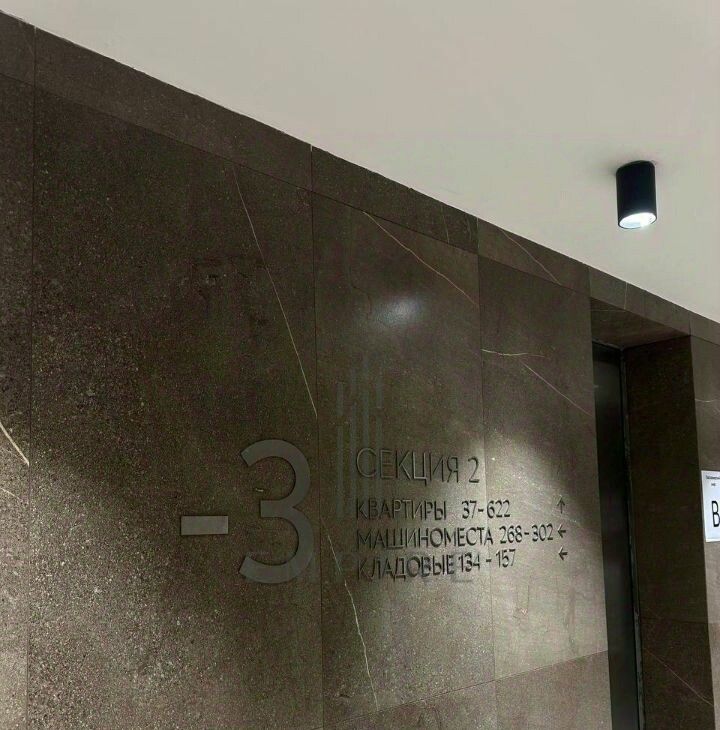 -3
СЕКЦИЯ 2
КВАРТИРЫ 37-622 ↑
МАШИНОМЕСТА 268-302 ←
КЛАДОВЫЕ 134 - 157 ←
В